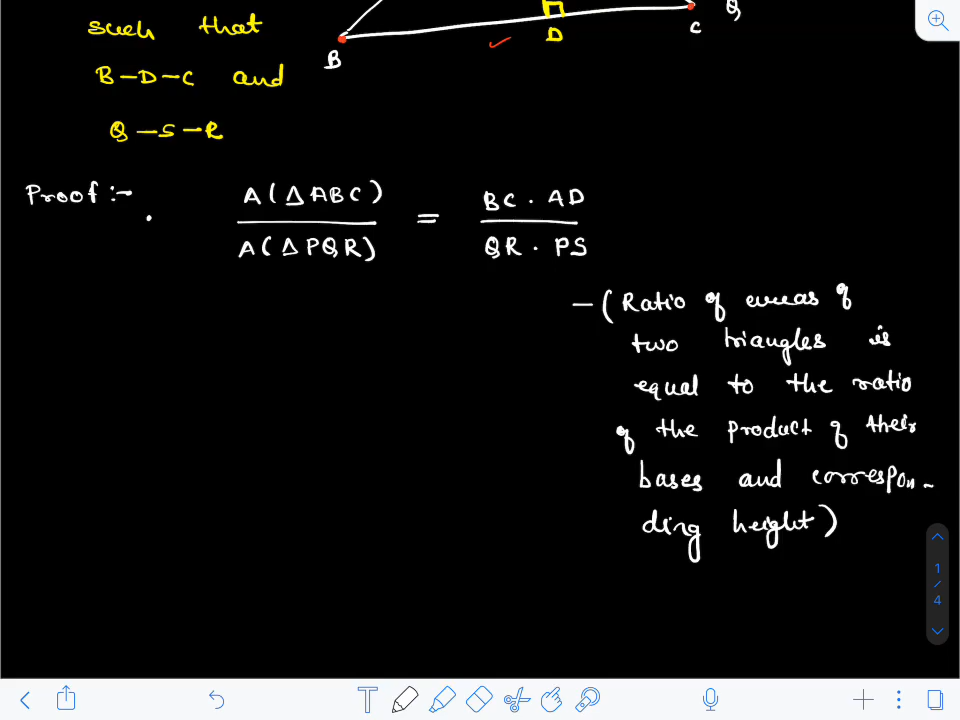 such that
B-D-C and
Q-S-R
B
D
C
Q
Proof :-
A(ΔABC) / A(ΔPQR) = BC . AD / QR . PS
-(Ratio of areas of
two triangles is
equal to the ratio
of the product of their
bases and correspon-
ding height)
1/4